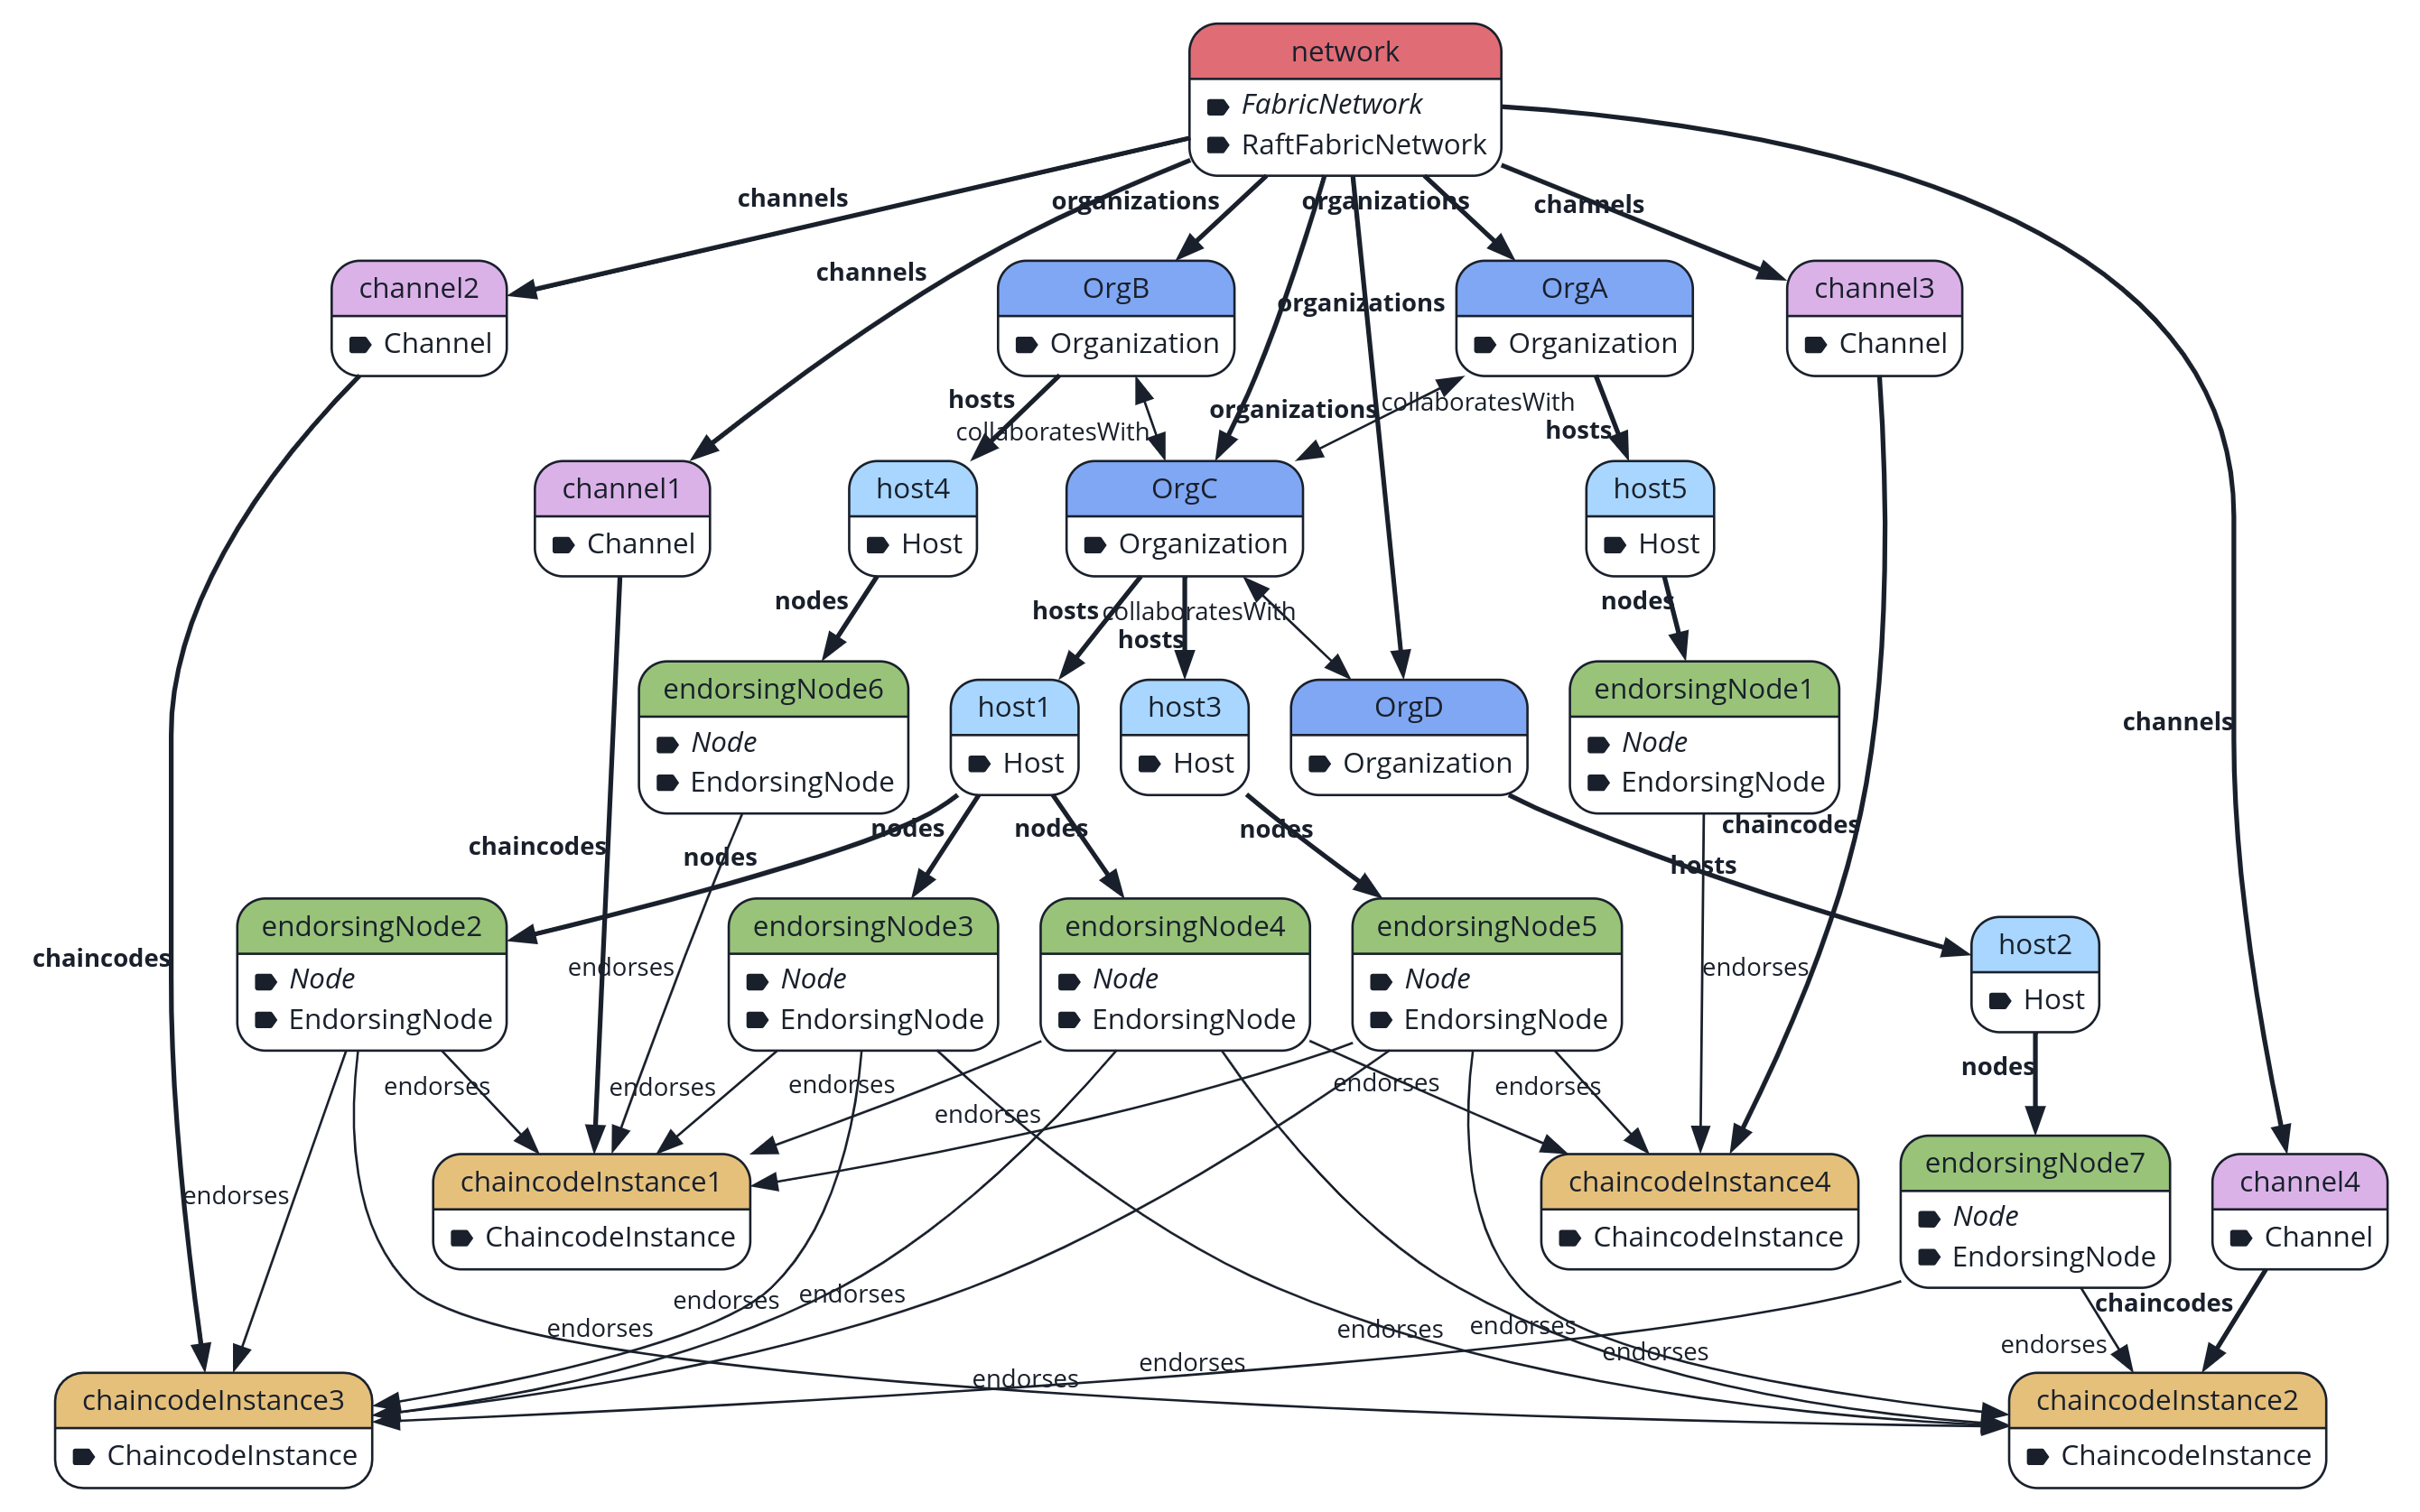 network
FabricNetwork
RaftFabricNetwork
channels
organizations
organizations
channels
channels
channel2
Channel
OrgB
Organization
OrgA
Organization
channel3
Channel
organizations
hosts
collaboratesWith
organizations
collaboratesWith
hosts
channel1
Channel
host4
Host
OrgC
Organization
host5
Host
nodes
hosts
collaboratesWith
hosts
nodes
endorsingNode6
Node
EndorsingNode
host1
Host
host3
Host
OrgD
Organization
endorsingNode1
Node
EndorsingNode
channels
chaincodes
nodes
nodes
nodes
nodes
chaincodes
hosts
chaincodes
endorsingNode2
Node
EndorsingNode
endorses
endorsingNode3
Node
EndorsingNode
endorsingNode4
Node
EndorsingNode
endorsingNode5
Node
EndorsingNode
endorses
host2
Host
nodes
endorses
endorses
endorses
endorses
endorses
endorses
endorses
chaincodeInstance1
ChaincodeInstance
chaincodeInstance4
ChaincodeInstance
endorsingNode7
Node
EndorsingNode
channel4
Channel
endorses
endorses
endorses
endorses
endorses
endorses
endorses
endorses
endorses
chaincodes
chaincodeInstance3
ChaincodeInstance
chaincodeInstance2
ChaincodeInstance